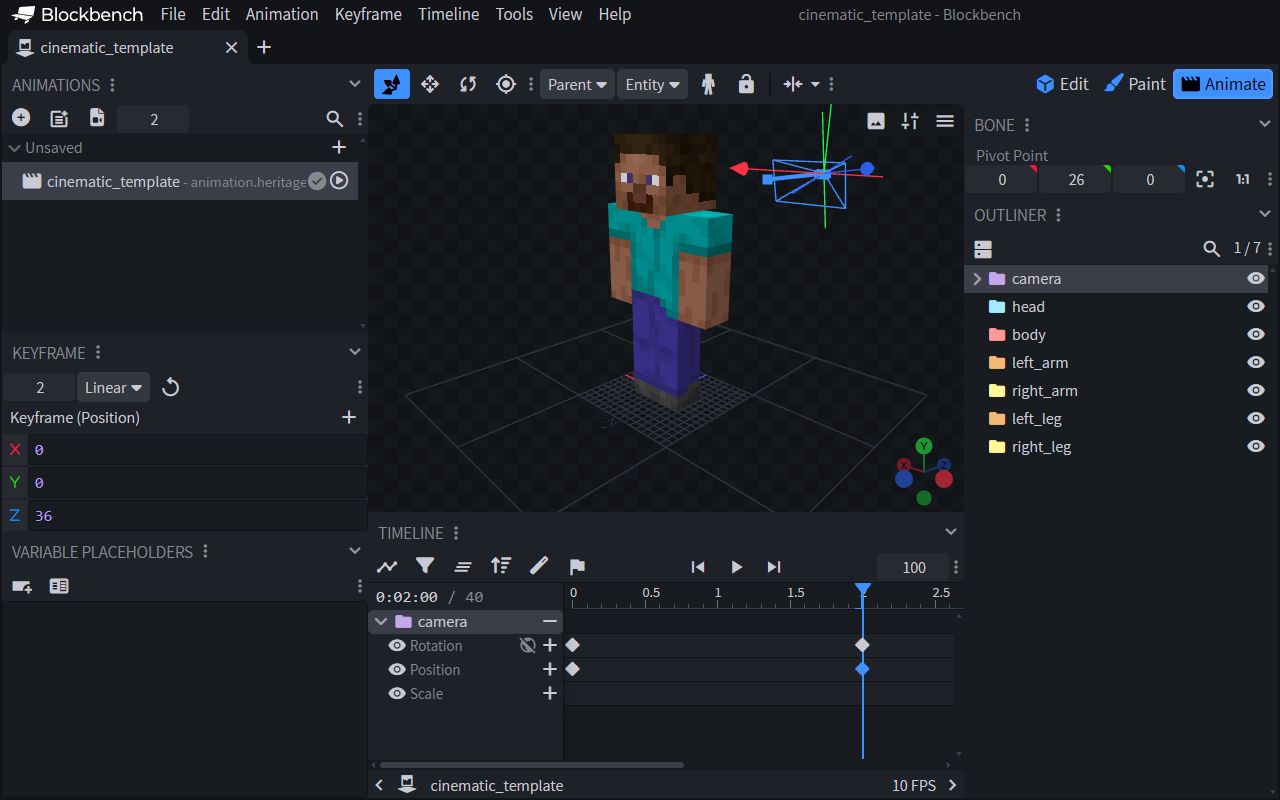 Blockbench File Edit Animation Keyframe Timeline Tools View Help cinematic_template - Blockbench
cinematic_template
ANIMATIONS
2
Unsaved
cinematic_template - animation.heritage
KEYFRAME
2 Linear
Keyframe (Position)
X 0
Y 0
Z 36
VARIABLE PLACEHOLDERS
Parent Entity
Edit Paint Animate
Y
X Z
BONE
Pivot Point
0 26 0 1:1
OUTLINER
1 / 7
camera
head
body
left_arm
right_arm
left_leg
right_leg
TIMELINE
100
0:02:00 / 40 0 0.5 1 1.5 2 2.5
camera
Rotation
Position
Scale
cinematic_template 10 FPS